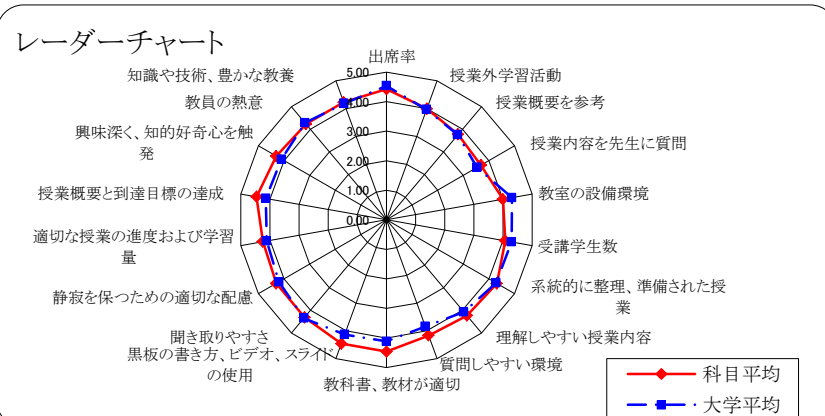 レーダーチャート
出席率
授業外学習活動
授業概要を参考
授業内容を先生に質問
教室の設備環境
受講学生数
系統的に整理、準備された授
業
理解しやすい授業内容
質問しやすい環境
教科書、教材が適切
黒板の書き方、ビデオ、スライド
の使用
聞き取りやすさ
静寂を保つための適切な配慮
適切な授業の進度および学習
量
授業概要と到達目標の達成
興味深く、知的好奇心を触
発
教員の熱意
知識や技術、豊かな教養
5.00
4.00
3.00
2.00
1.00
0.00
科目平均
大学平均